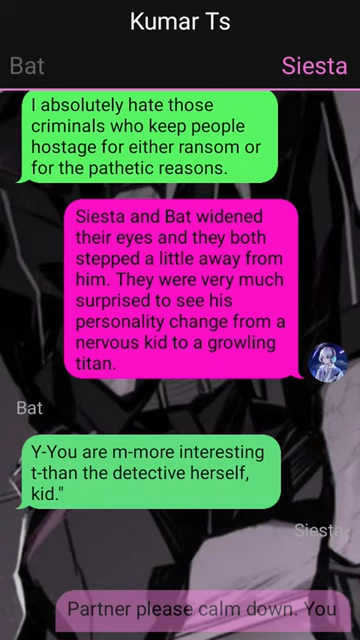 Kumar Ts
Bat
Siesta
I absolutely hate those
criminals who keep people
hostage for either ransom or
for the pathetic reasons.
Siesta and Bat widened
their eyes and they both
stepped a little away from
him. They were very much
surprised to see his
personality change from a
nervous kid to a growling
titan.
Bat
Y-You are m-more interesting
t-than the detective herself,
kid."
Siesta
Partner please calm down. You